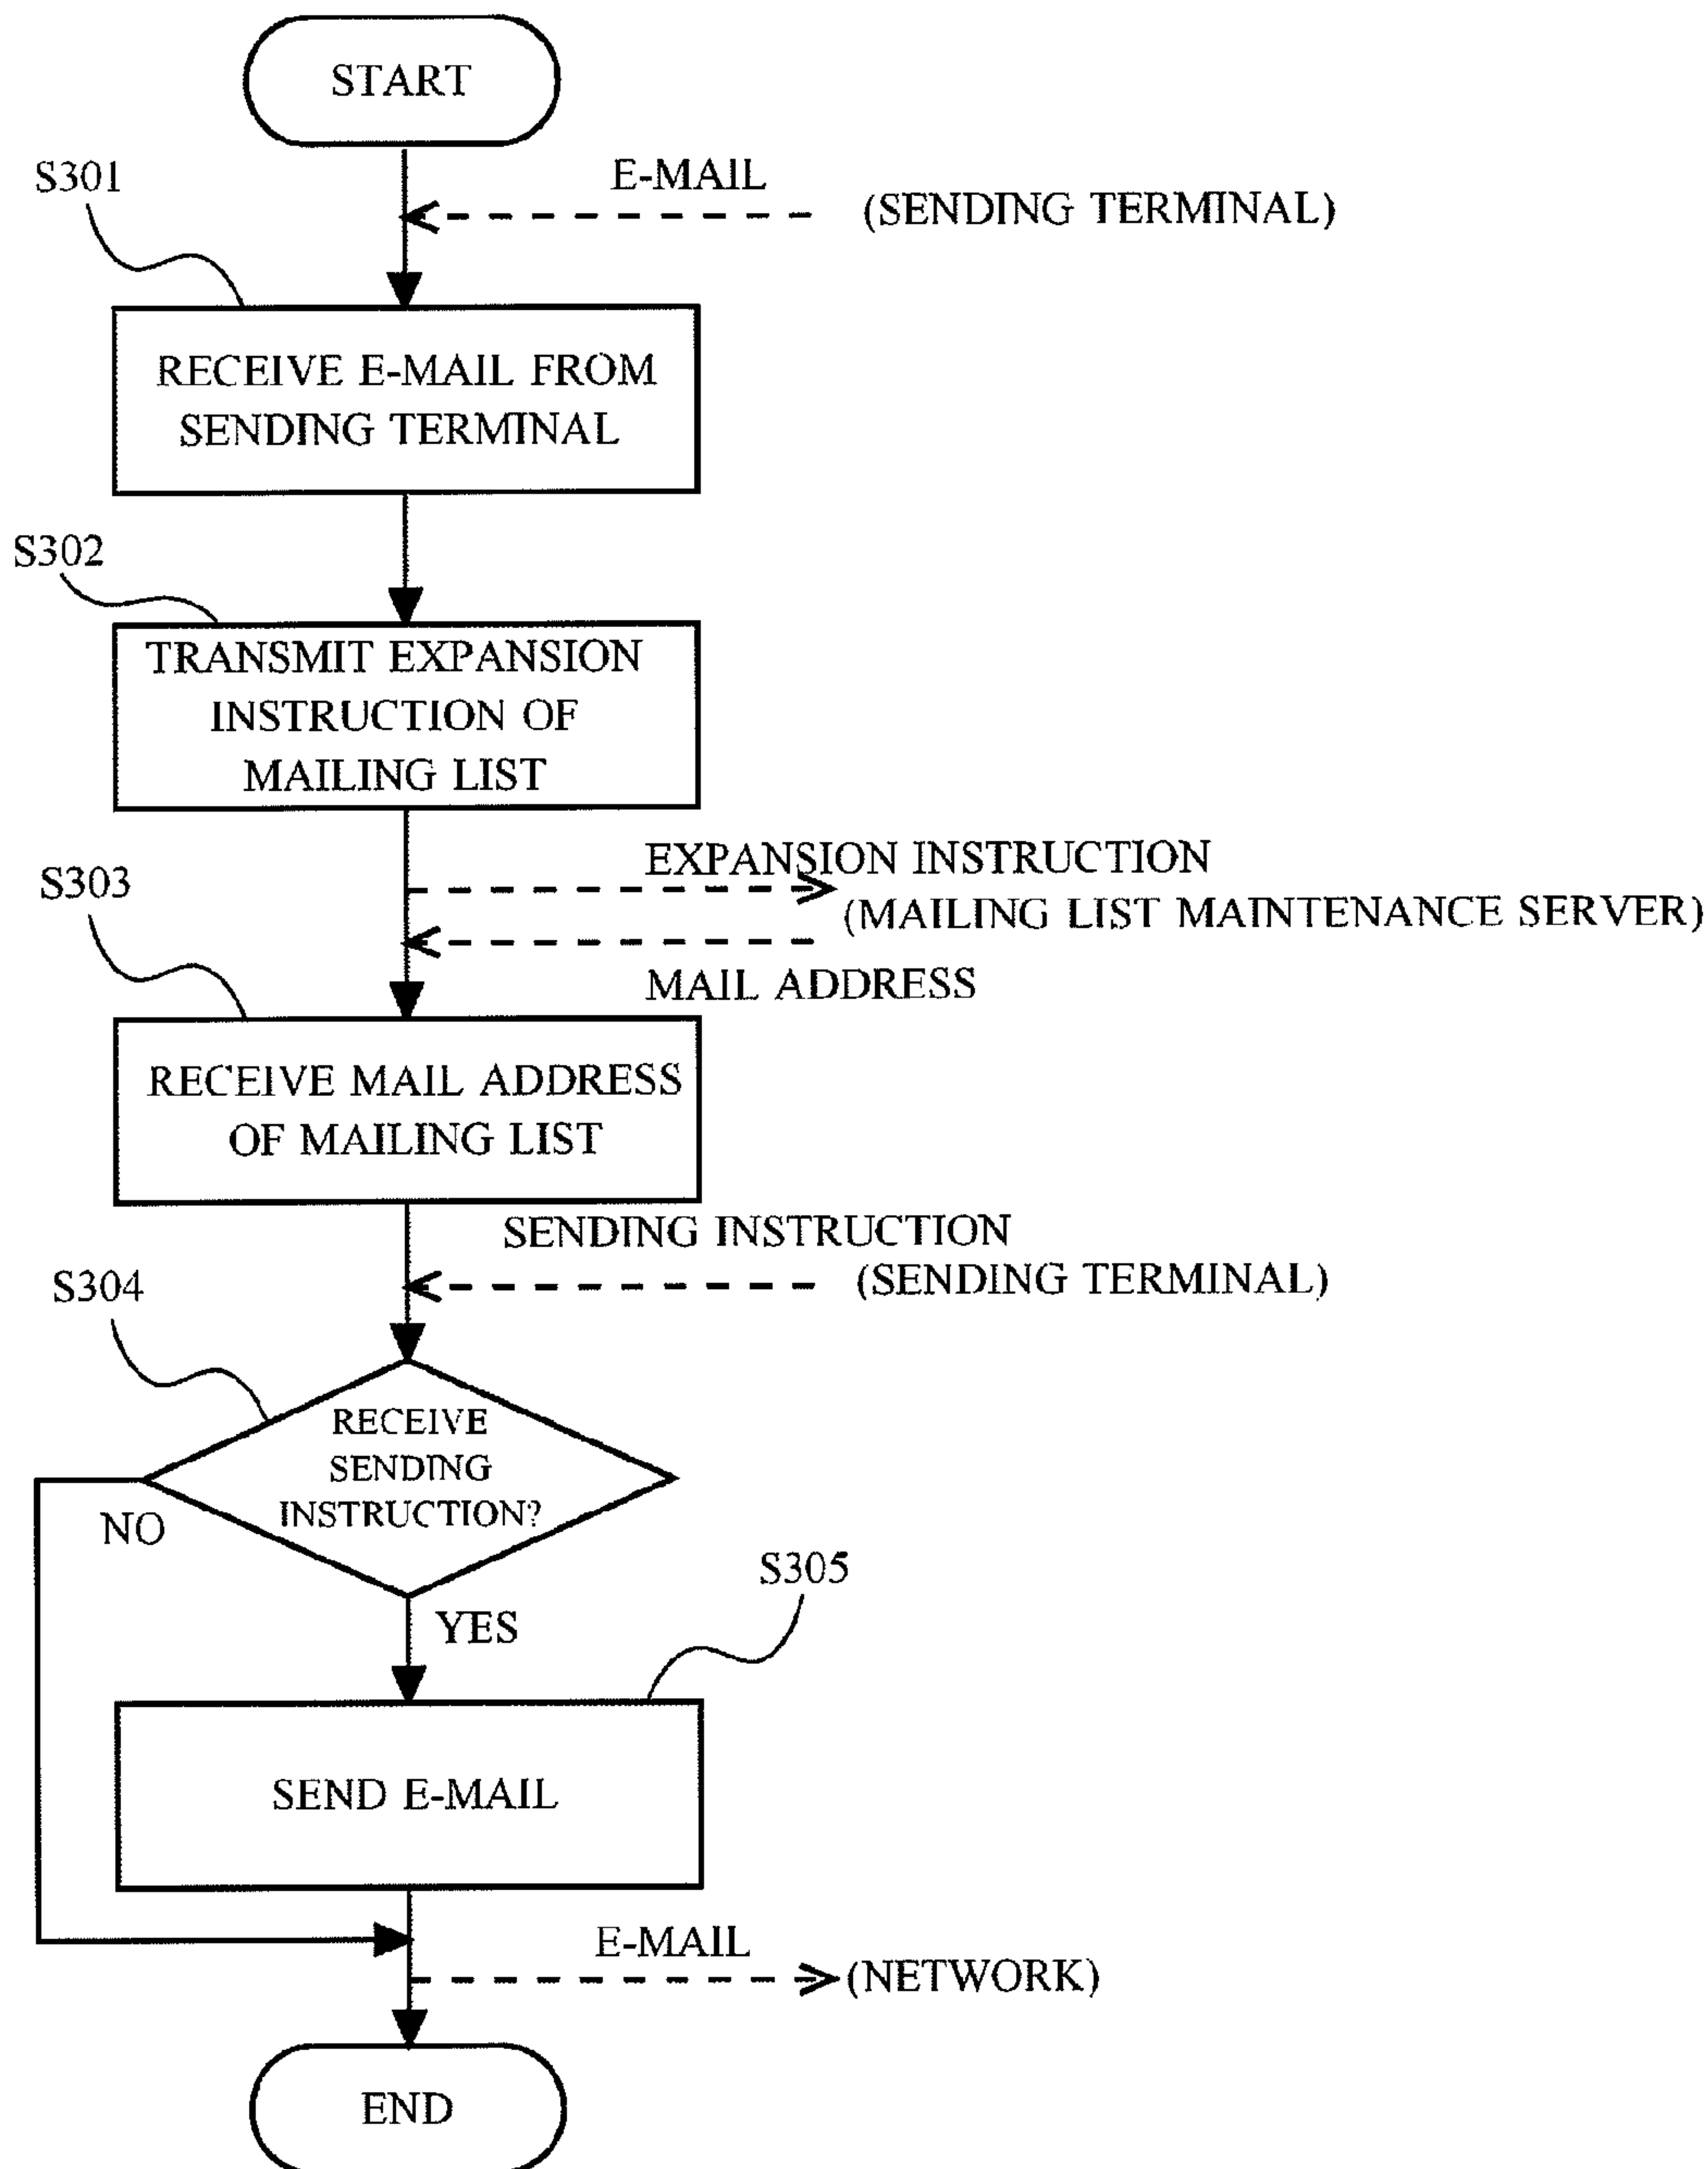 START
S301
E-MAIL
(SENDING TERMINAL)
RECEIVE E-MAIL FROM
SENDING TERMINAL
S302
TRANSMIT EXPANSION
INSTRUCTION OF
MAILING LIST
EXPANSION INSTRUCTION
(MAILING LIST MAINTENANCE SERVER)
S303
MAIL ADDRESS
RECEIVE MAIL ADDRESS
OF MAILING LIST
SENDING INSTRUCTION
(SENDING TERMINAL)
S304
RECEIVE
SENDING
INSTRUCTION?
NO
YES
S305
SEND E-MAIL
E-MAIL
(NETWORK)
END